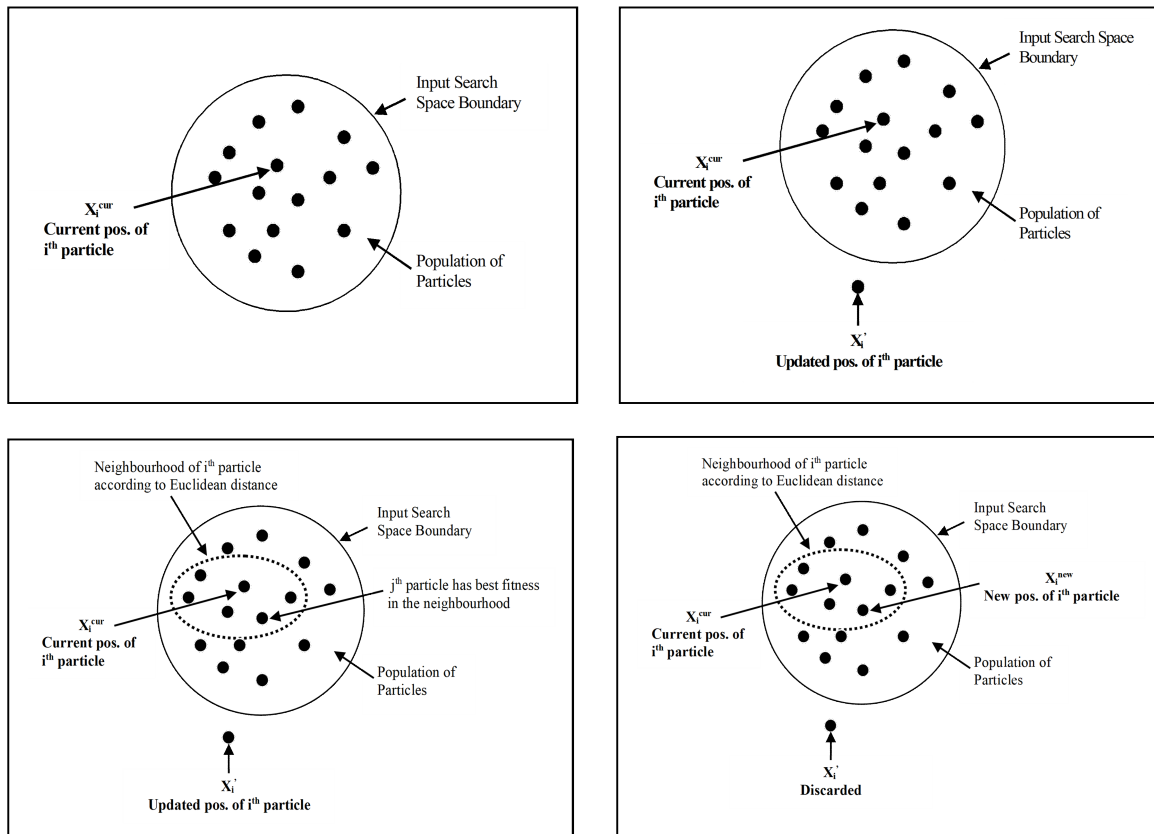 Input Search
Space Boundary
X_i^cur
Current pos. of
i^th particle
Population of
Particles
Input Search Space
Boundary
X_i^cur
Current pos. of
i^th particle
Population of
Particles
X_i^'
Updated pos. of i^th particle
Neighbourhood of i^th particle
according to Euclidean distance
Input Search
Space Boundary
j^th particle has best fitness
in the neighbourhood
X_i^cur
Current pos. of
i^th particle
Population of
Particles
X_i^'
Updated pos. of i^th particle
Neighbourhood of i^th particle
according to Euclidean distance
Input Search
Space Boundary
X_i^new
New pos. of i^th particle
X_i^cur
Current pos. of
i^th particle
Population of
Particles
X_i^'
Discarded